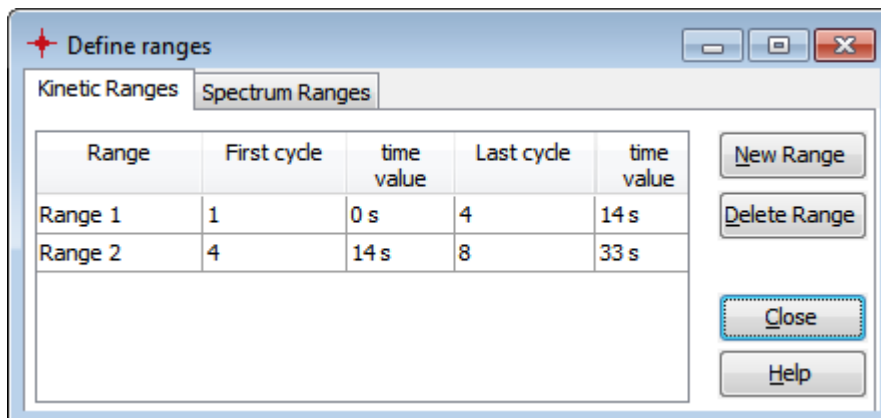 Define ranges
Kinetic Ranges Spectrum Ranges
Range First cycle time value Last cycle time value
Range 1 1 0 s 4 14 s
Range 2 4 14 s 8 33 s
New Range
Delete Range
Close
Help